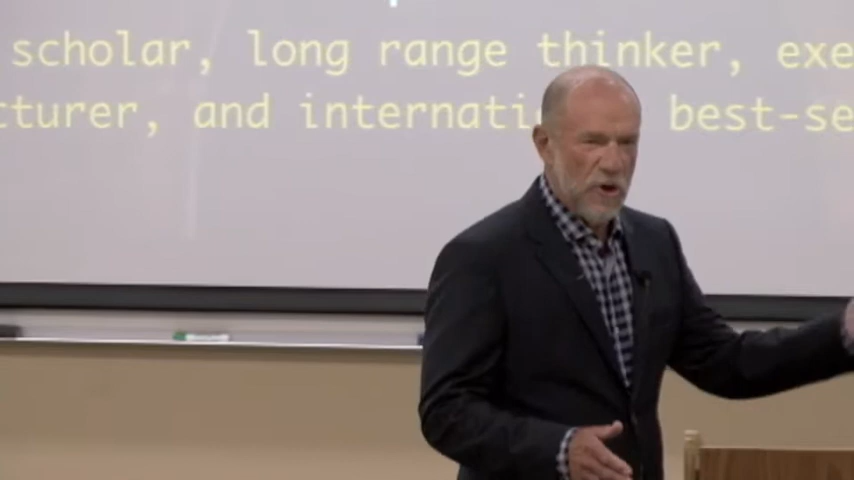 scholar, long range thinker, exe
cturer, and internati best-se